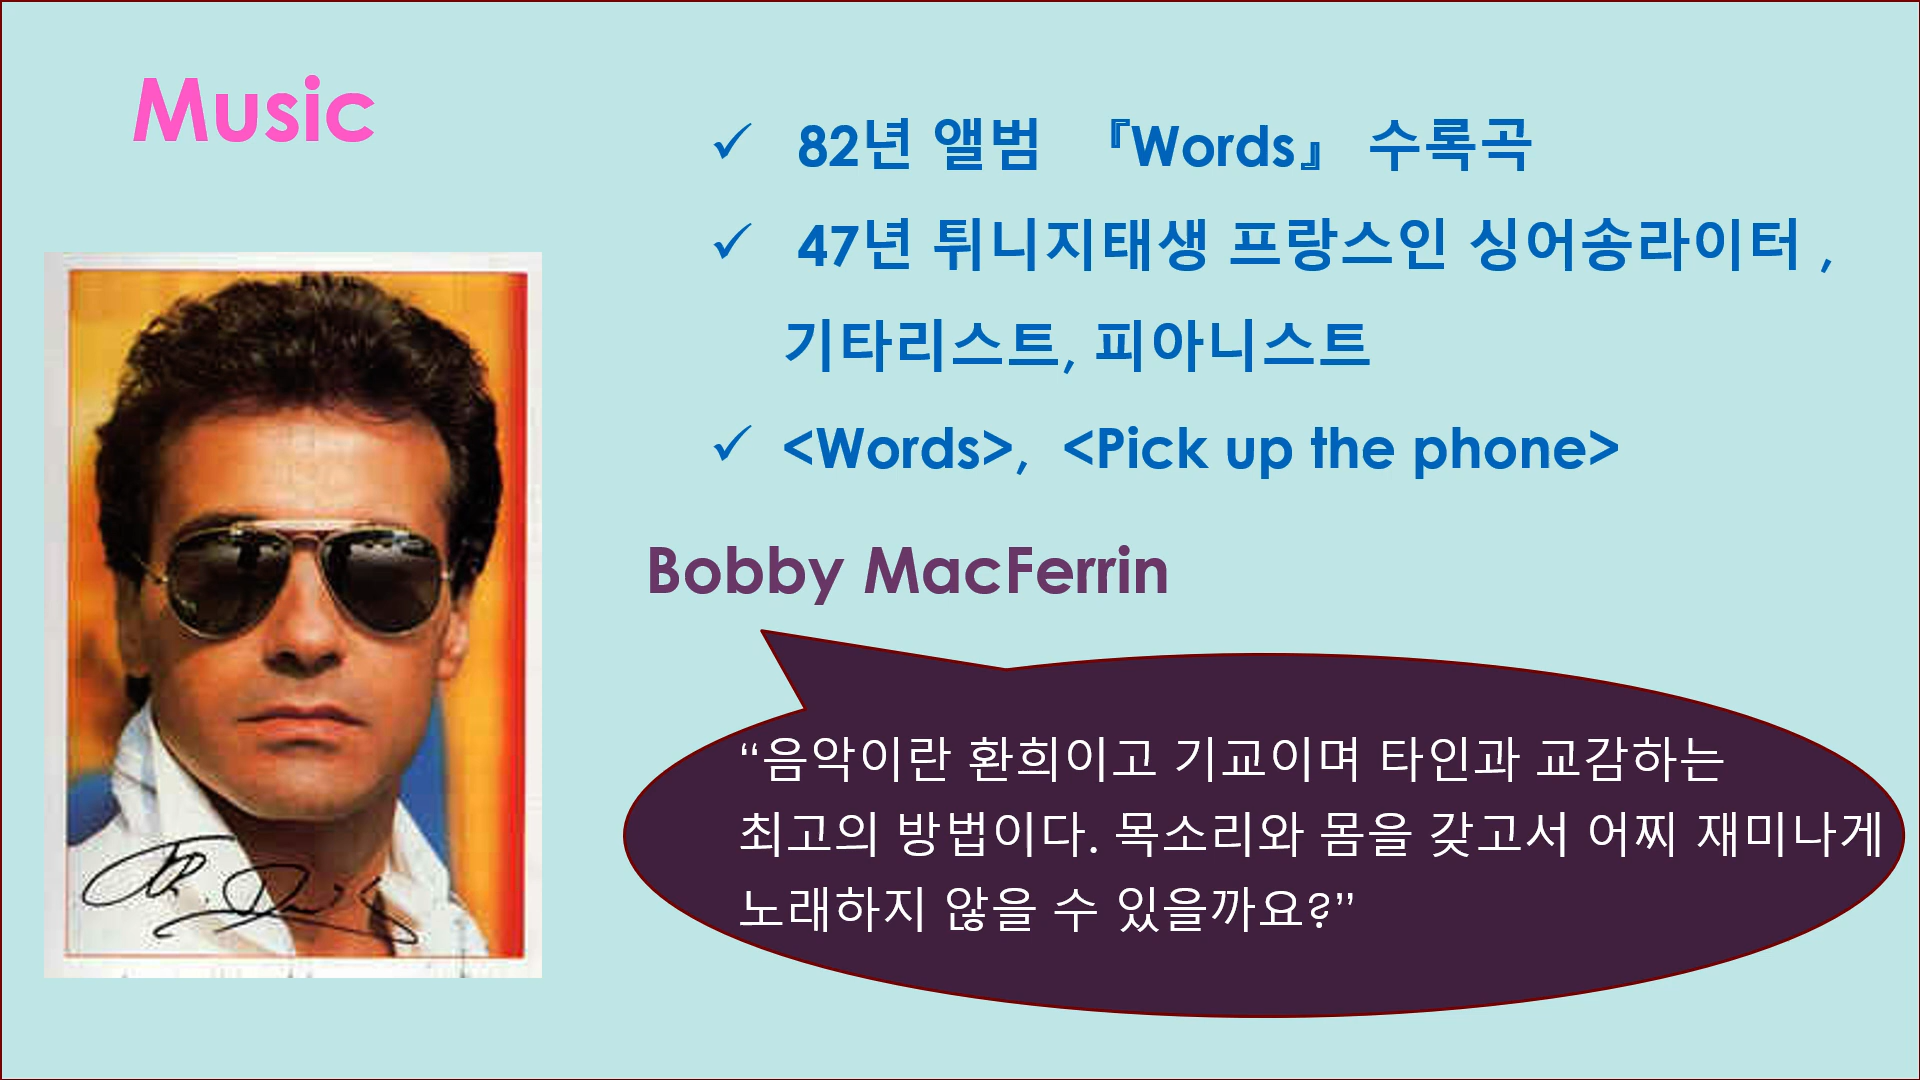 Music
82년 앨범 『Words』 수록곡
47년 튀니지태생 프랑스인 싱어송라이터 ,
기타리스트, 피아니스트
<Words>, <Pick up the phone>
Bobby MacFerrin
“음악이란 환희이고 기교이며 타인과 교감하는
최고의 방법이다. 목소리와 몸을 갖고서 어찌 재미나게
노래하지 않을 수 있을까요?”